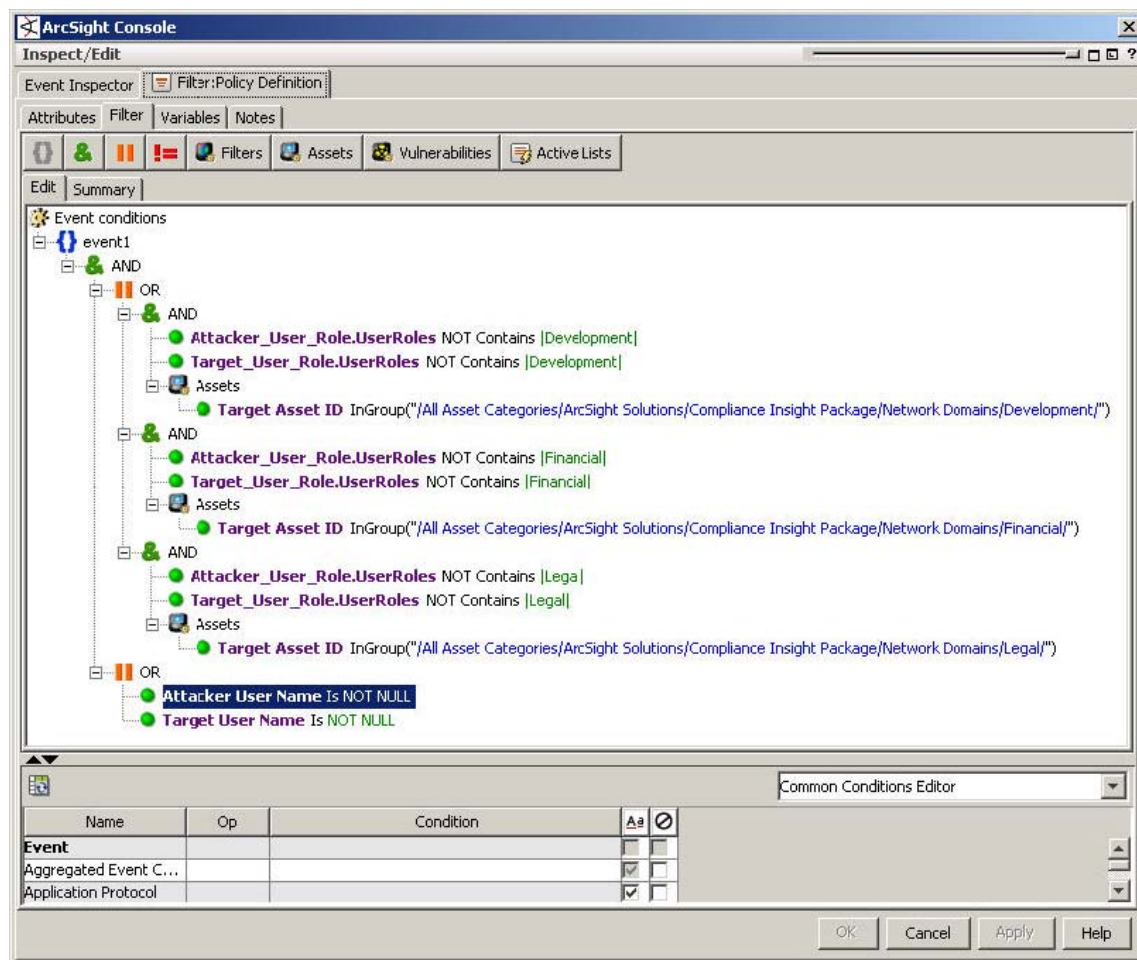 ArcSight Console
Inspect/Edit
?
Event Inspector Filter:Policy Definition
Attributes Filter Variables Notes
{} & != Filters Assets Vulnerabilities Active Lists
Edit Summary
Event conditions
{} event1
& AND
OR
& AND
Attacker_User_Role.UserRoles NOT Contains |Development|
Target_User_Role.UserRoles NOT Contains |Development|
Assets
Target Asset ID InGroup("/All Asset Categories/ArcSight Solutions/Compliance Insight Package/Network Domains/Development/")
& AND
Attacker_User_Role.UserRoles NOT Contains |Financial|
Target_User_Role.UserRoles NOT Contains |Financial|
Assets
Target Asset ID InGroup("/All Asset Categories/ArcSight Solutions/Compliance Insight Package/Network Domains/Financial/")
& AND
Attacker_User_Role.UserRoles NOT Contains |Lega|
Target_User_Role.UserRoles NOT Contains |Legal|
Assets
Target Asset ID InGroup("/All Asset Categories/ArcSight Solutions/Compliance Insight Package/Network Domains/Legal/")
OR
Attacker User Name Is NOT NULL
Target User Name Is NOT NULL
Common Conditions Editor
Name Op Condition Aa
Event
Aggregated Event C...
Application Protocol
OK Cancel Apply Help